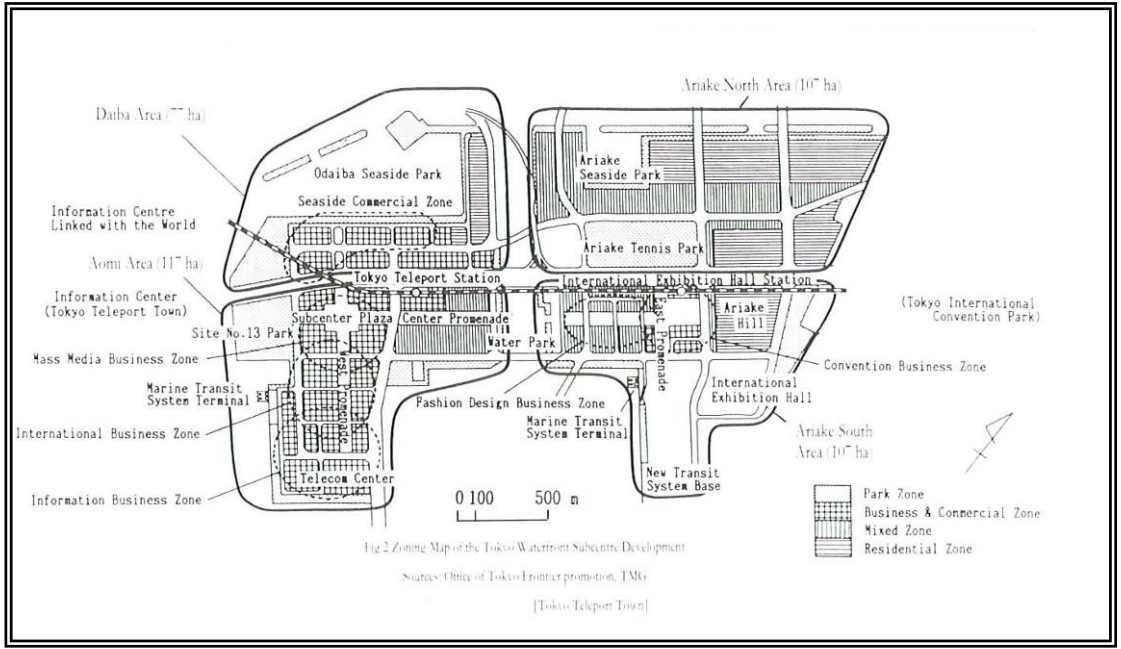 Ariake North Area (107 ha)
Daiba Area (77 ha)
Odaiba Seaside Park
Ariake
Seaside Park
Seaside Commercial Zone
Information Centre
Linked with the World
Ariake Tennis Park
Aomi Area (117 ha)
Tokyo Teleport Station
International Exhibition Hall Station
Information Center
(Tokyo Teleport Town)
Subcenter Plaza
Center Promenade
Ariake
Hill
(Tokyo International
Convention Park)
Site No.13 Park
Water Park
East Promenade
Mass Media Business Zone
West Promenade
Convention Business Zone
Marine Transit
System Terminal
Fashion Design Business Zone
International
Exhibition Hall
Marine Transit
System Terminal
International Business Zone
Ariake South
Area (107 ha)
Telecom Center
New Transit
System Base
Information Business Zone
0 100 500 m
Park Zone
Business & Commercial Zone
Mixed Zone
Residential Zone
Fig 2 Zoning Map of the Tokyo Waterfront Subcentre Development
Sources: Office of Tokyo Frontier promotion, TMG
[Tokyo Teleport Town]